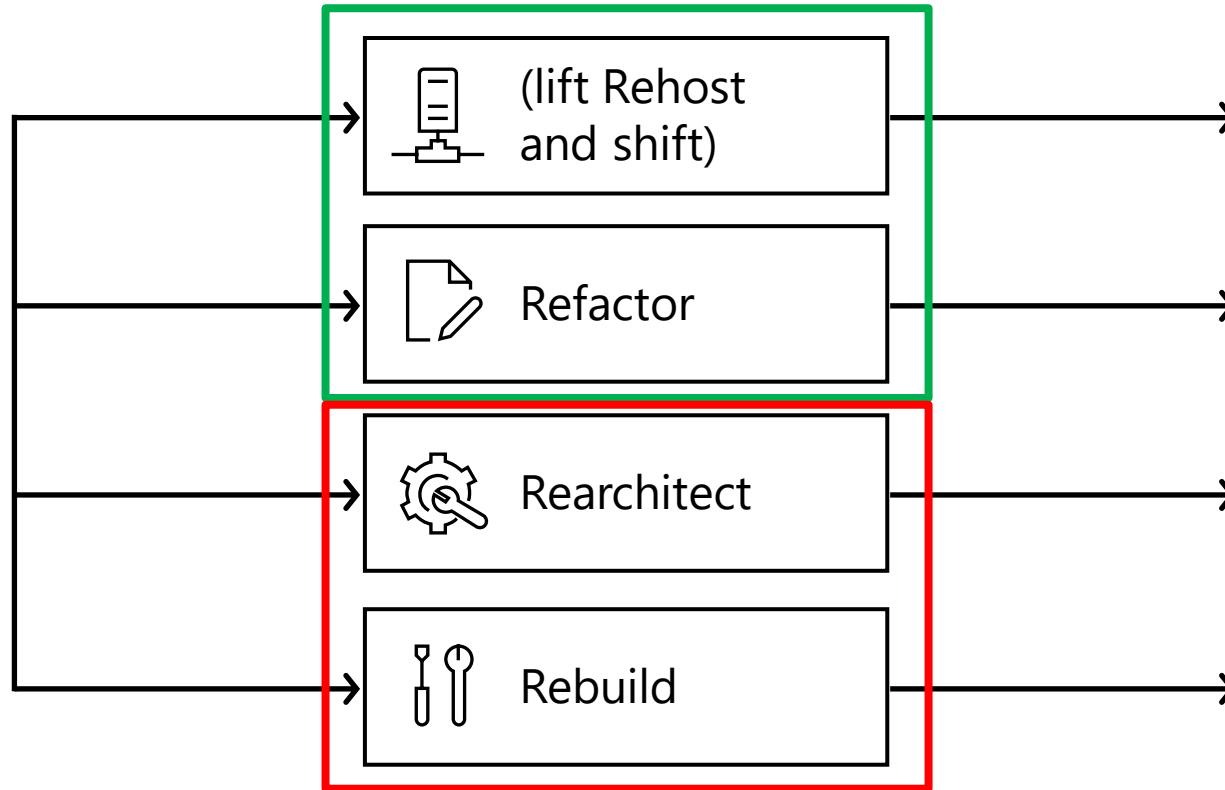 (lift Rehost
and shift)
Refactor
Rearchitect
Rebuild